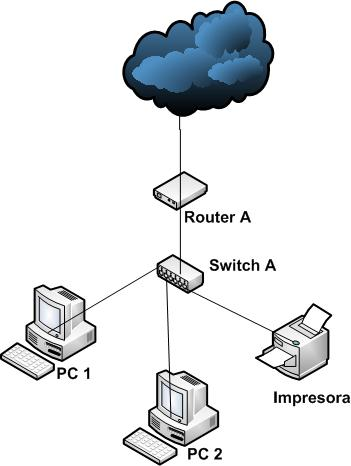 Router A
Switch A
PC 1
Impresora
PC 2